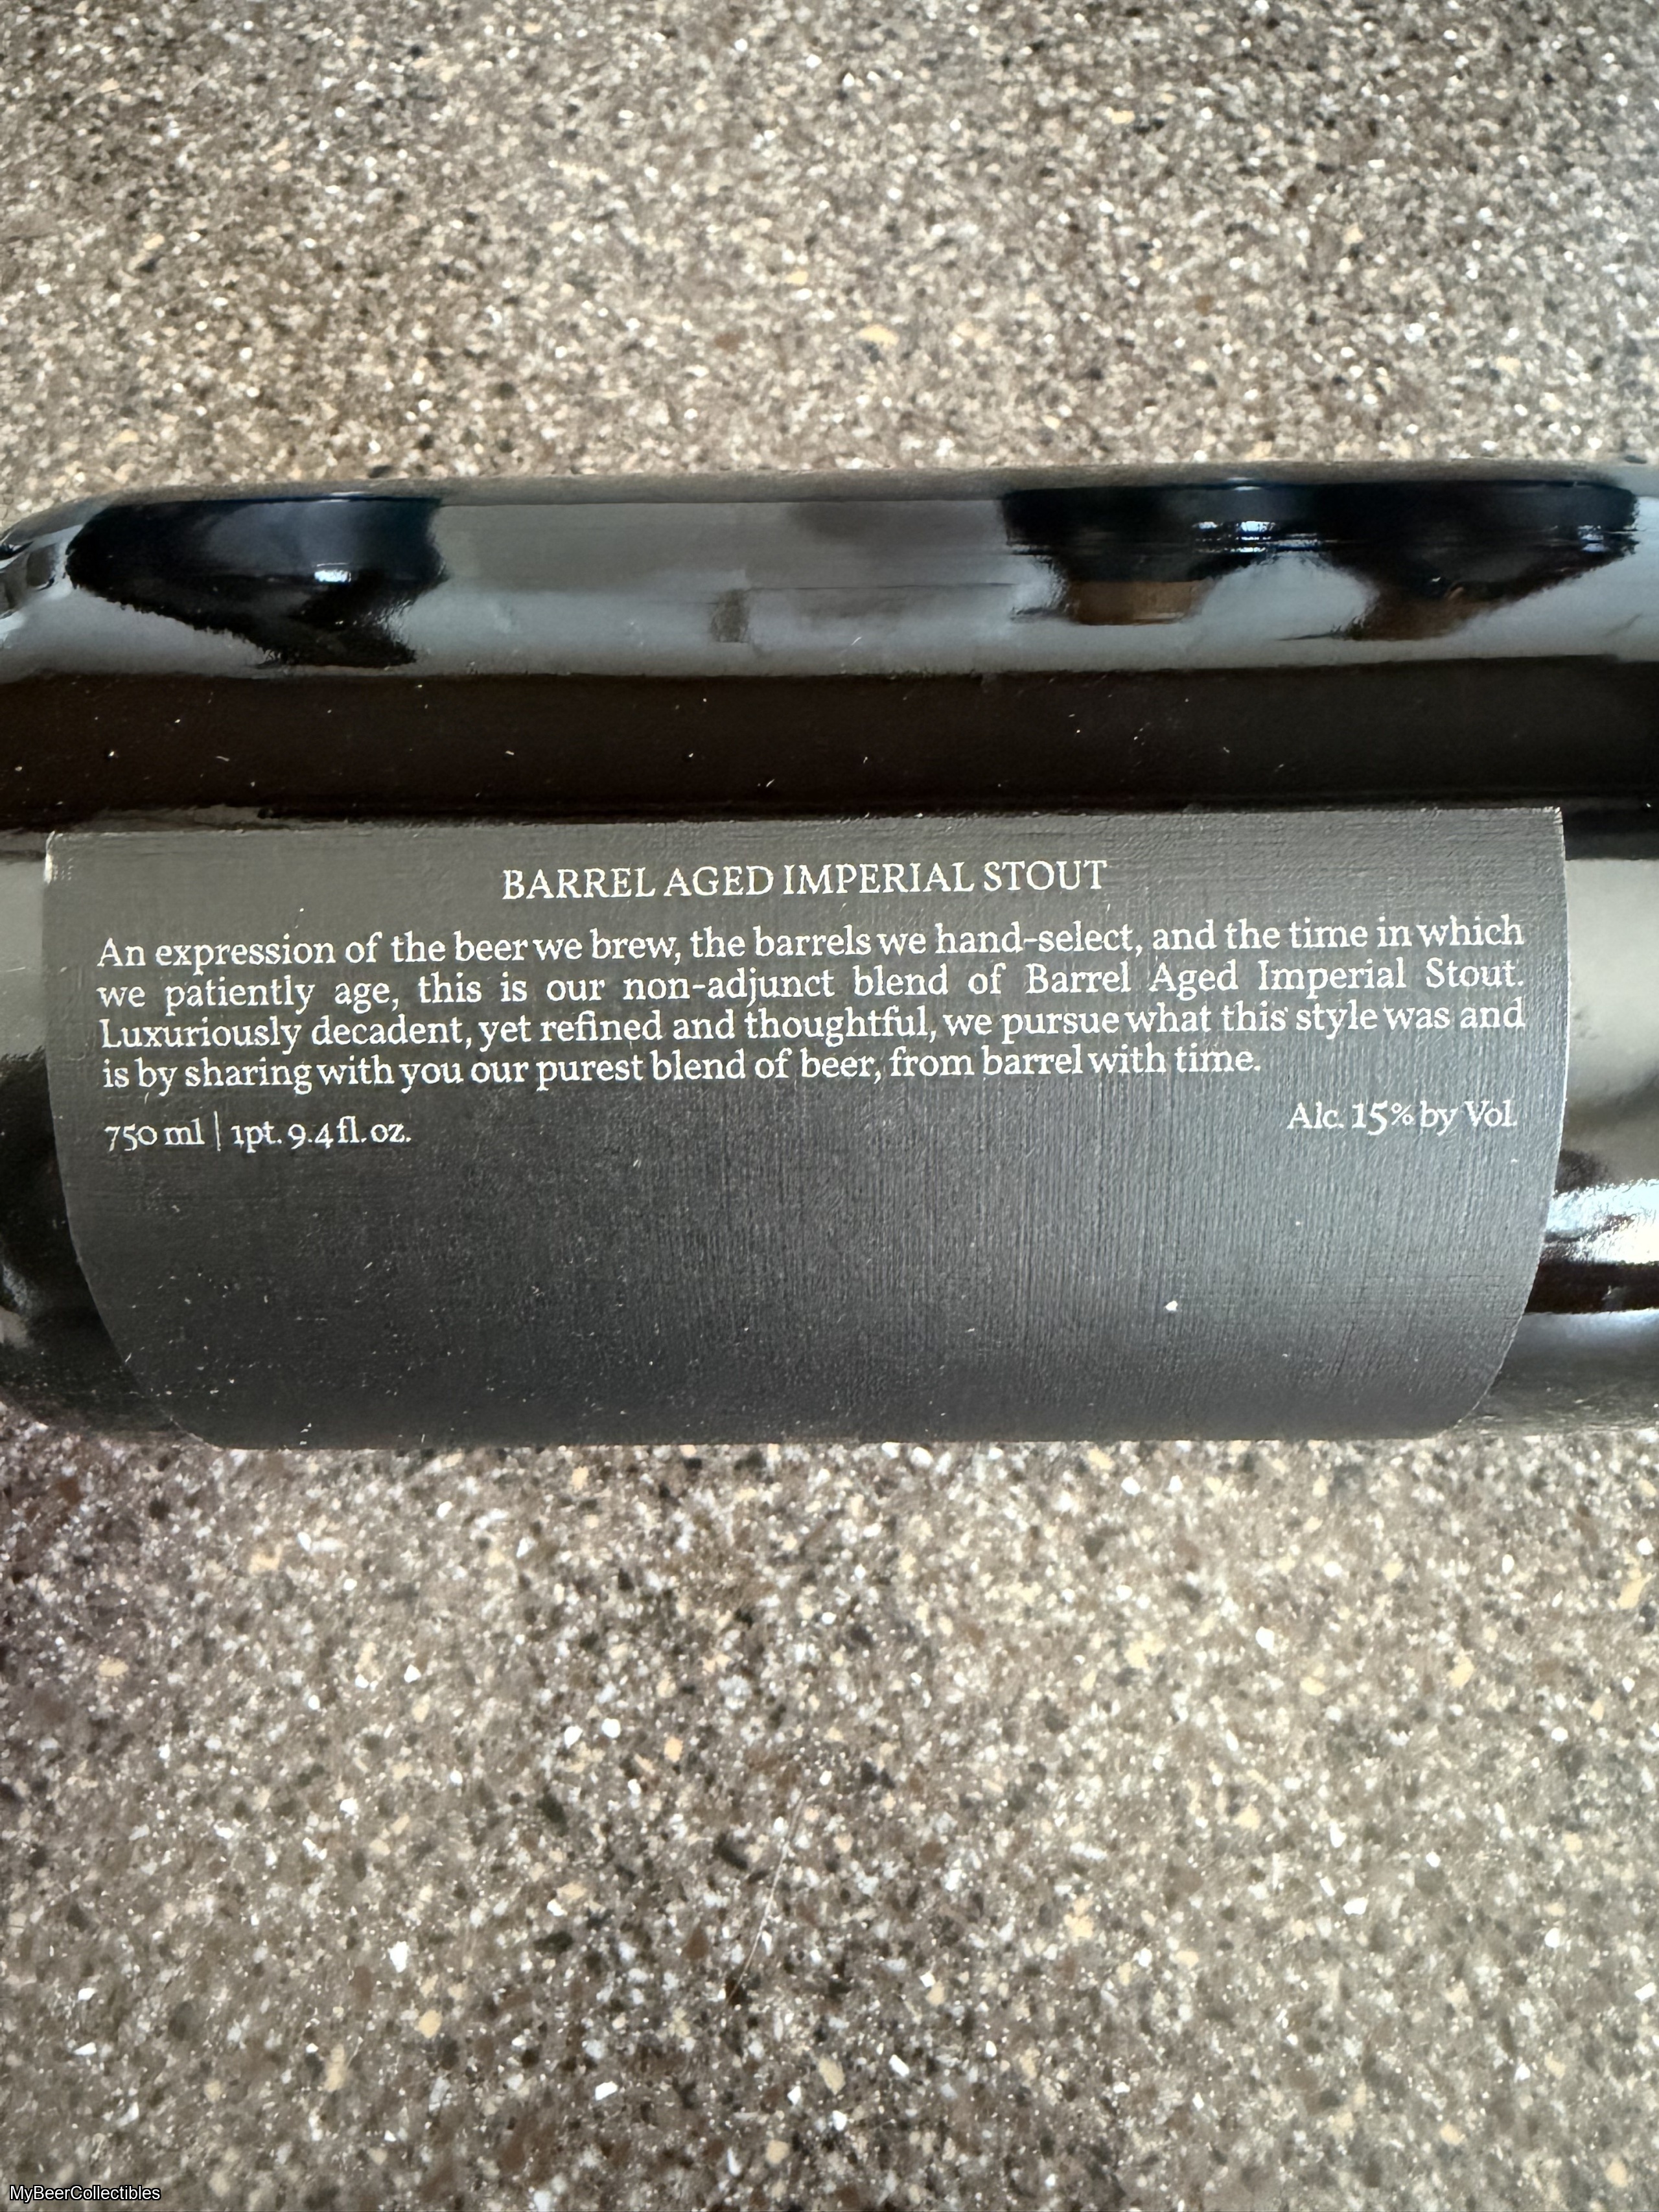 BARREL AGED IMPERIAL STOUT
An expression of the beer we brew, the barrels we hand-select, and the time in which
we patiently age, this is our non-adjunct blend of Barrel Aged Imperial Stout.
Luxuriously decadent, yet refined and thoughtful, we pursue what this style was and
is by sharing with you our purest blend of beer, from barrel with time.
750 ml | 1pt. 9.4 fl. oz.
Alc. 15% by Vol.
MyBeerCollectibles